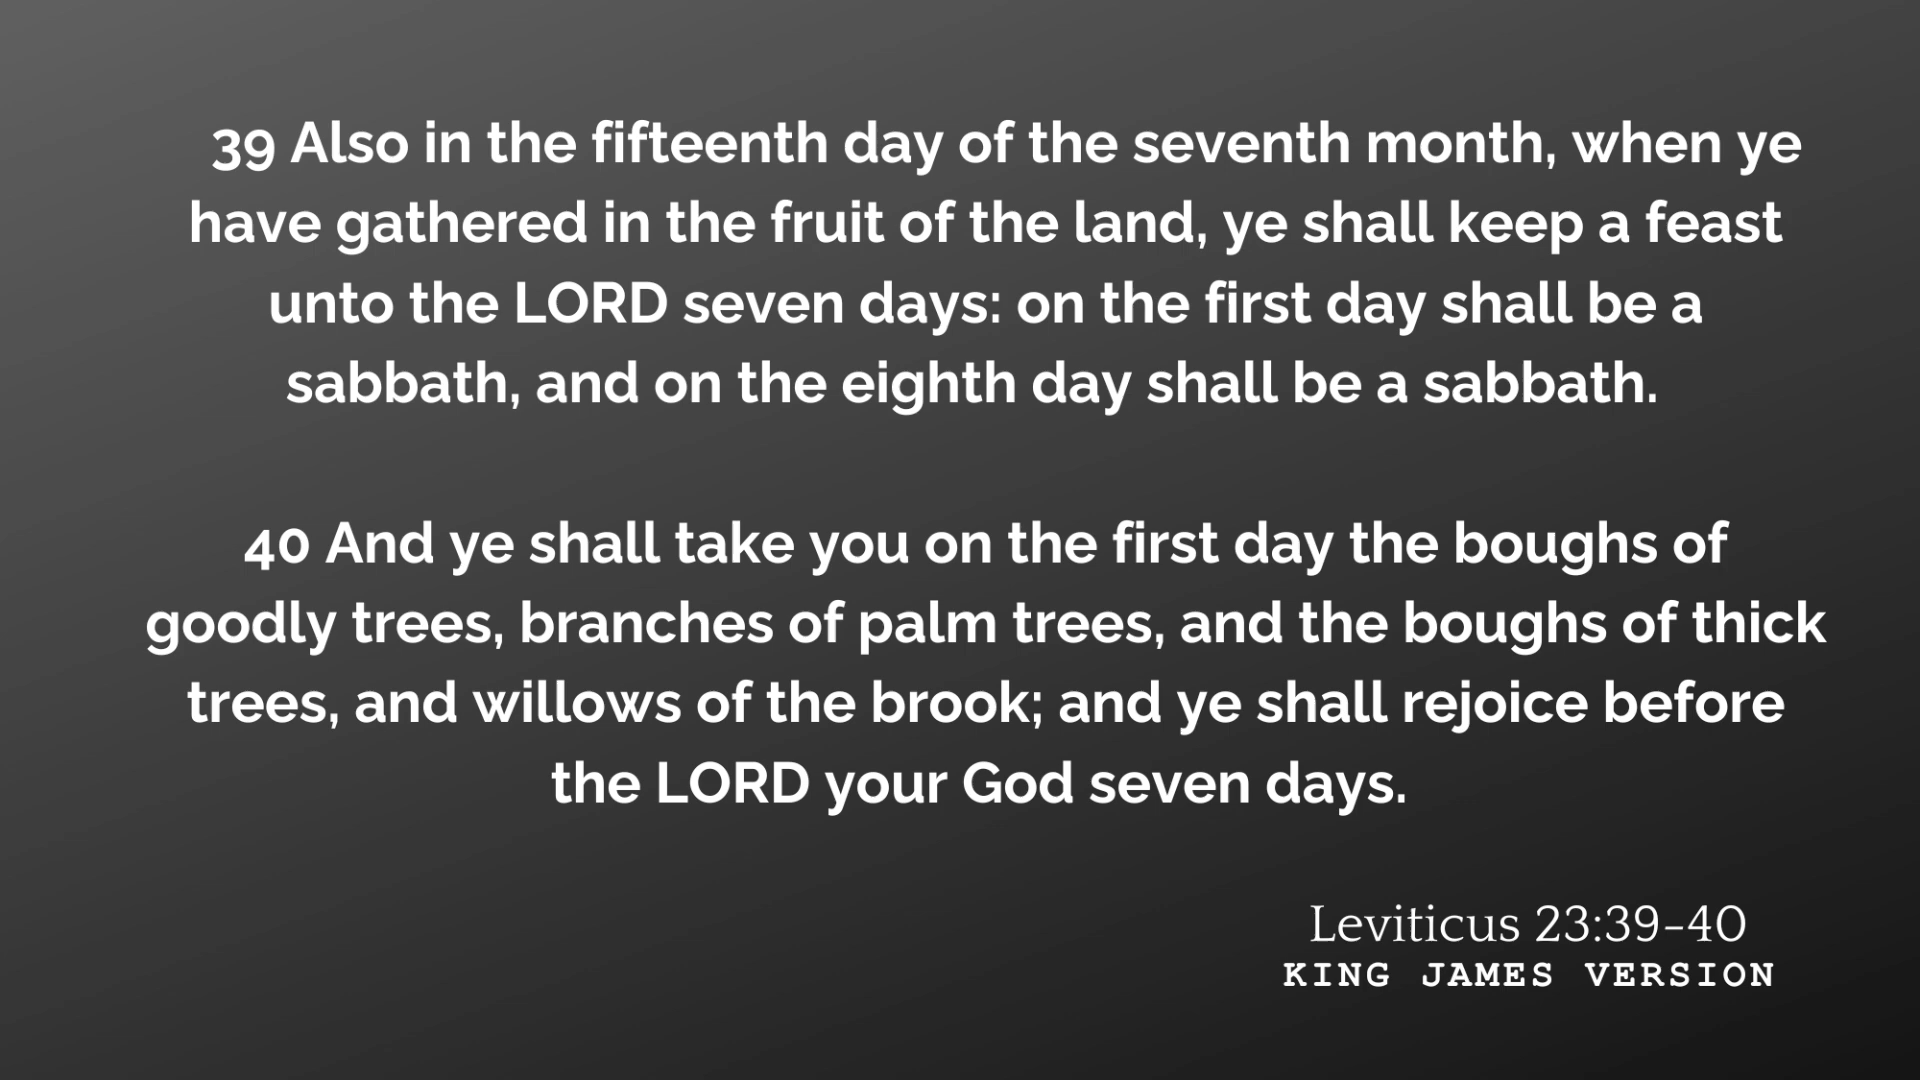 39 Also in the fifteenth day of the seventh month, when ye
have gathered in the fruit of the land, ye shall keep a feast
unto the LORD seven days: on the first day shall be a
sabbath, and on the eighth day shall be a sabbath.
40 And ye shall take you on the first day the boughs of
goodly trees, branches of palm trees, and the boughs of thick
trees, and willows of the brook; and ye shall rejoice before
the LORD your God seven days.
Leviticus 23:39-40
KING JAMES VERSION